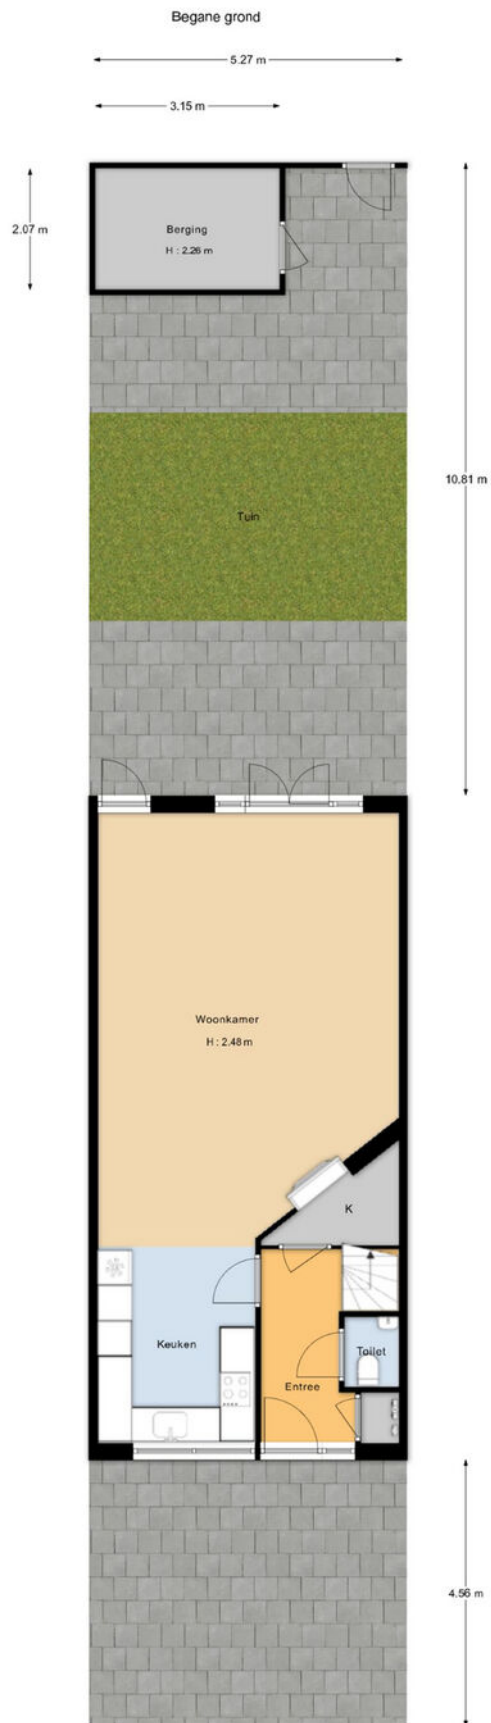 Begane grond
5.27 m
3.15 m
2.07 m
Berging
H : 2.26 m
10.81 m
Tuin
Woonkamer
H : 2.48 m
K
Keuken
Toilet
Entree
4.56 m